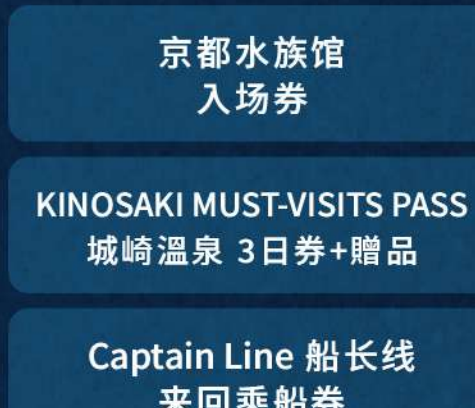 京都水族馆
入场券
KINOSAKI MUST-VISITS PASS
城崎溫泉 3日券+贈品
Captain Line 船长线
来回乘船券